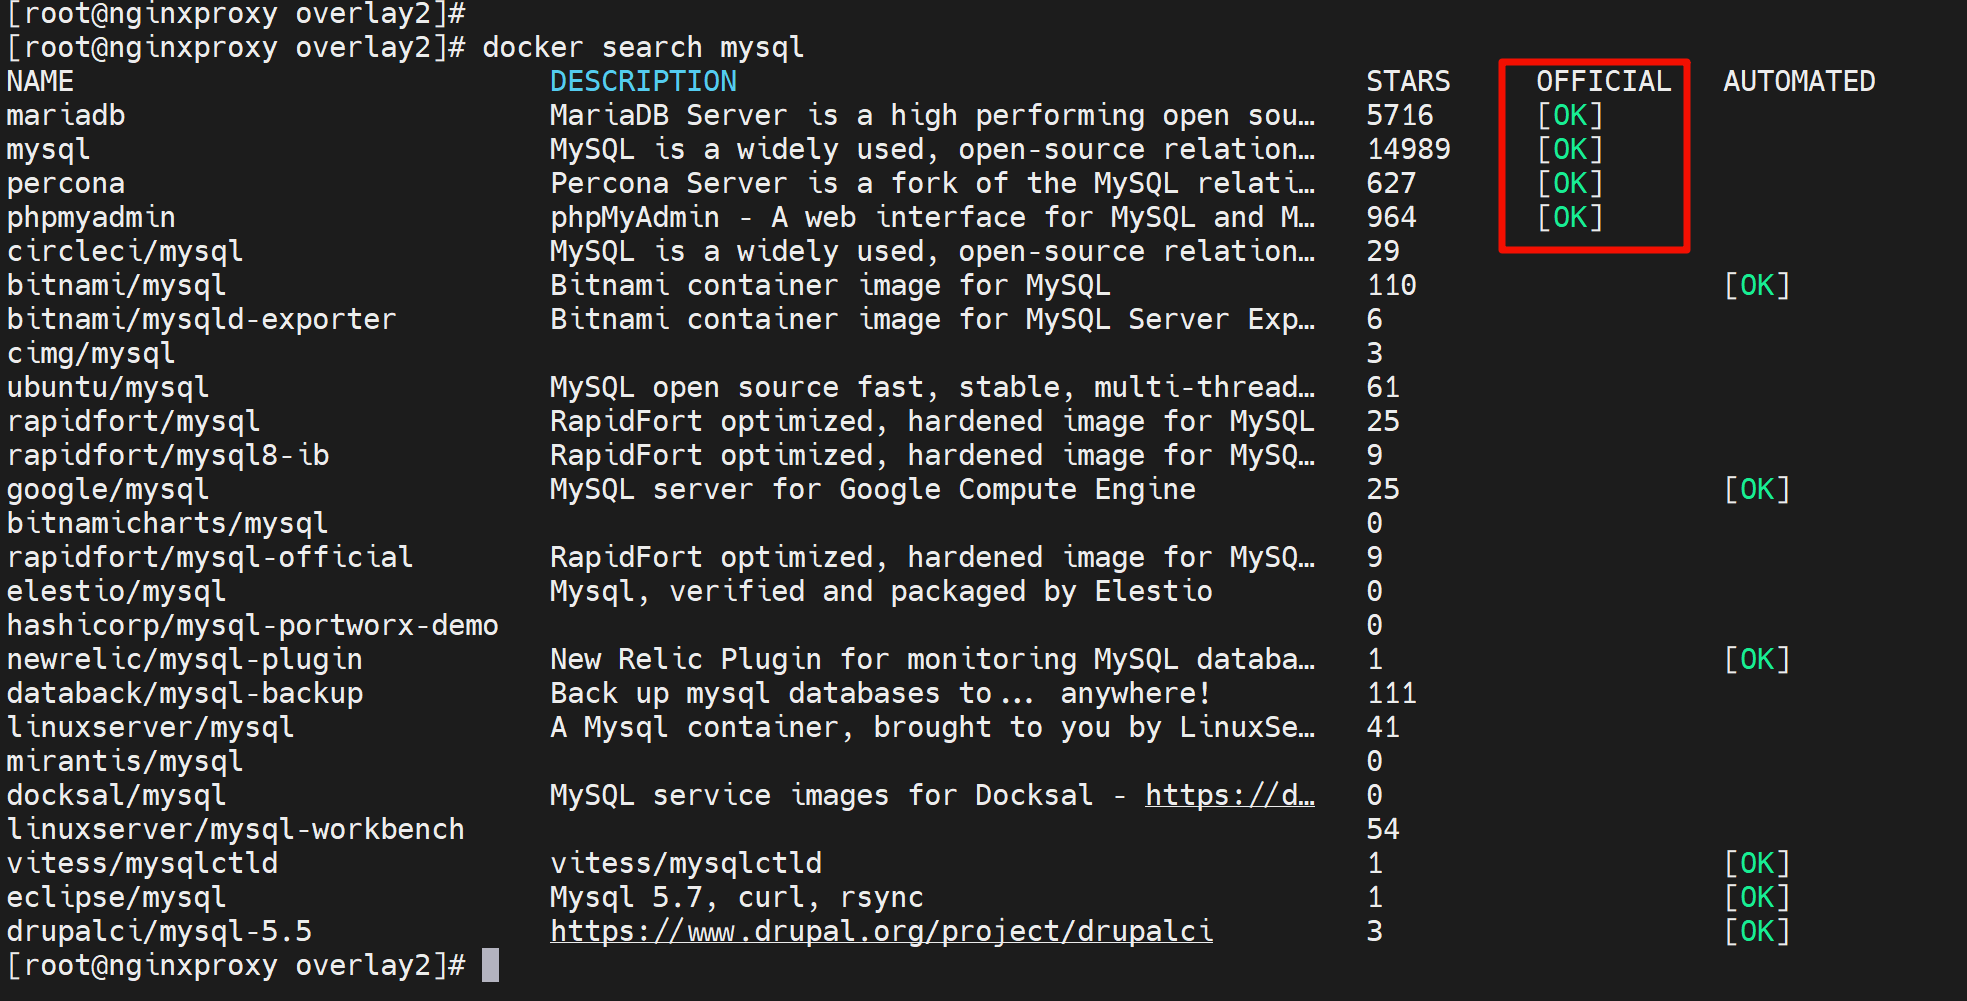 [root@nginxproxy overlay2]#
[root@nginxproxy overlay2]# docker search mysql
NAME DESCRIPTION STARS OFFICIAL AUTOMATED
mariadb MariaDB Server is a high performing open sou… 5716 [OK]
mysql MySQL is a widely used, open-source relation… 14989 [OK]
percona Percona Server is a fork of the MySQL relati… 627 [OK]
phpmyadmin phpMyAdmin - A web interface for MySQL and M… 964 [OK]
circleci/mysql MySQL is a widely used, open-source relation… 29
bitnami/mysql Bitnami container image for MySQL 110 [OK]
bitnami/mysqld-exporter Bitnami container image for MySQL Server Exp… 6
cimg/mysql 3
ubuntu/mysql MySQL open source fast, stable, multi-thread… 61
rapidfort/mysql RapidFort optimized, hardened image for MySQL 25
rapidfort/mysql8-ib RapidFort optimized, hardened image for MySQ… 9
google/mysql MySQL server for Google Compute Engine 25 [OK]
bitnamicharts/mysql 0
rapidfort/mysql-official RapidFort optimized, hardened image for MySQ… 9
elestio/mysql Mysql, verified and packaged by Elestio 0
hashicorp/mysql-portworx-demo 0
newrelic/mysql-plugin New Relic Plugin for monitoring MySQL databa… 1 [OK]
databack/mysql-backup Back up mysql databases to... anywhere! 111
linuxserver/mysql A Mysql container, brought to you by LinuxSe… 41
mirantis/mysql 0
docksal/mysql MySQL service images for Docksal - https://d… 0
linuxserver/mysql-workbench 54
vitess/mysqlctld vitess/mysqlctld 1 [OK]
eclipse/mysql Mysql 5.7, curl, rsync 1 [OK]
drupalci/mysql-5.5 https://www.drupal.org/project/drupalci 3 [OK]
[root@nginxproxy overlay2]#